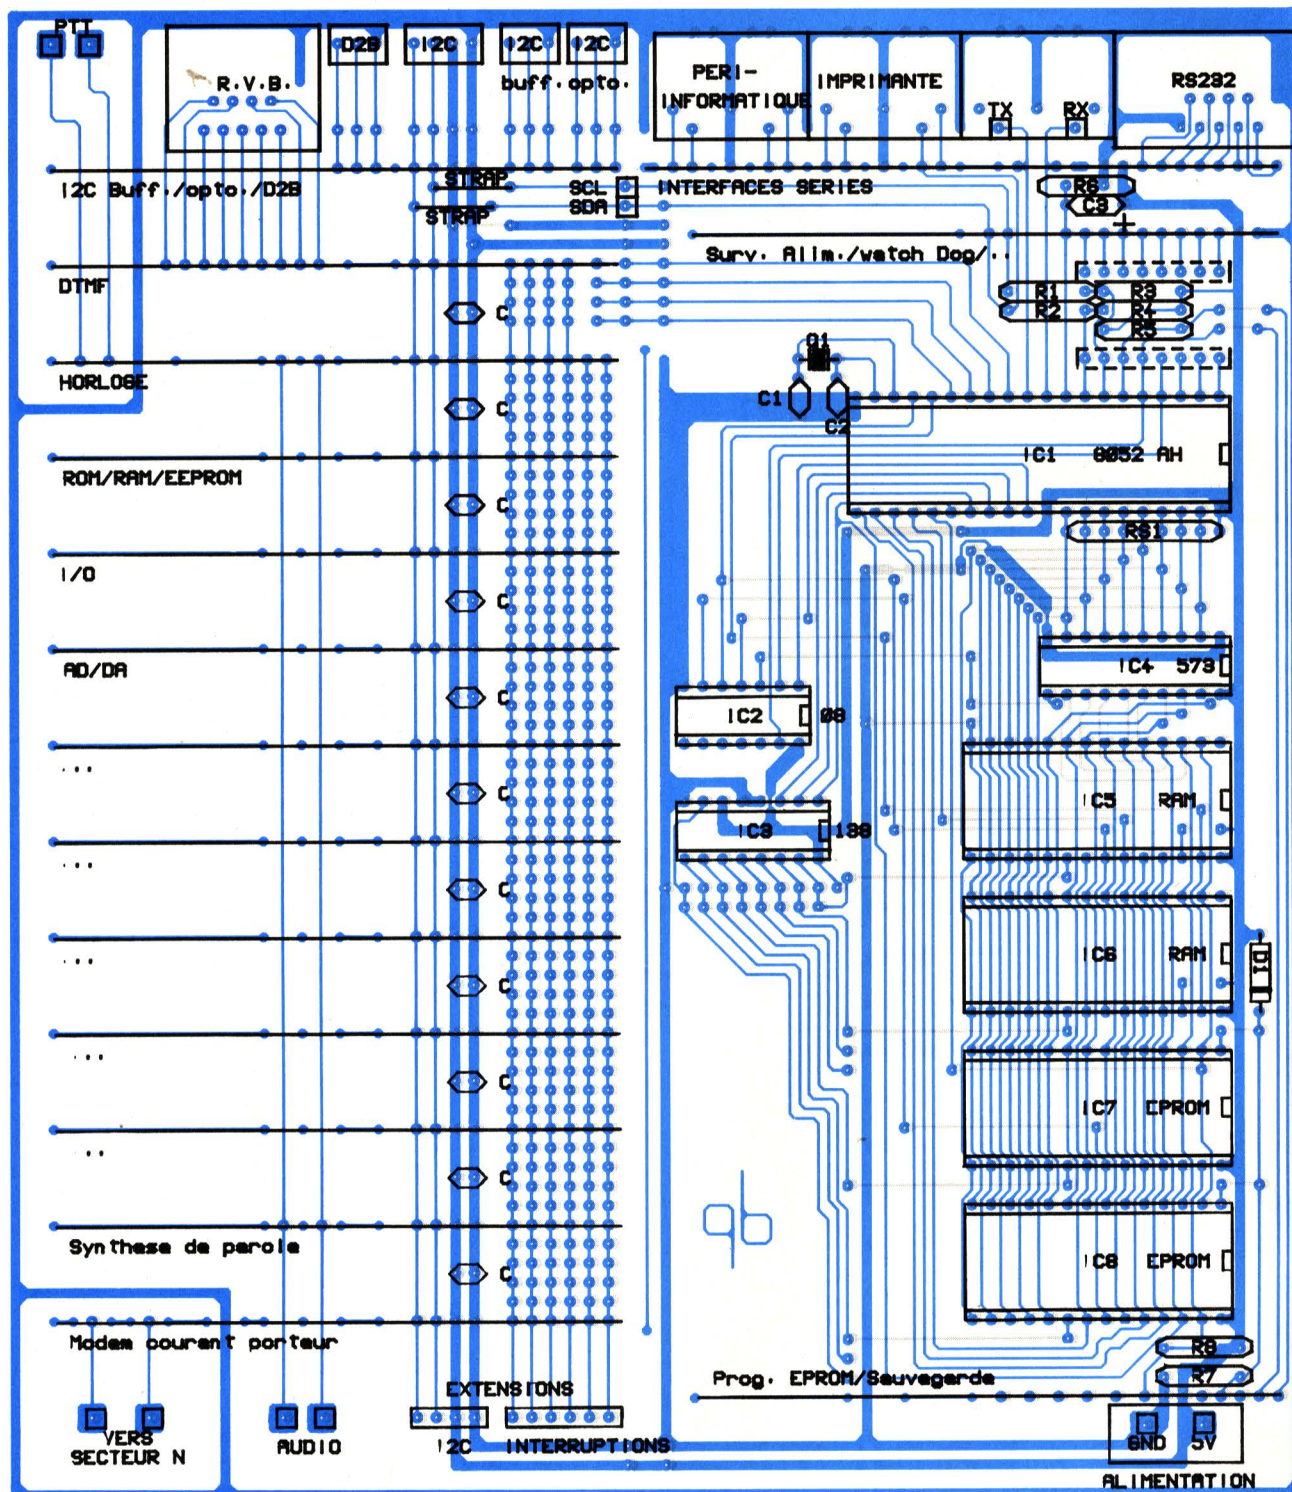 PTT
R.V.B.
D2B
I2C
I2C
I2C
buff.opto.
PERI-
INFORMATIQUE
IMPRIMANTE
TX
RX
RS232
I2C Buff./opto./D2B
STRAP
STRAP
SCL
SDA
INTERFACES SERIES
R6
C3
+
Surv. Alim./watch Dog/..
DTMF
C
R1
R3
R2
R4
R5
Q1
HORLOGE
C
C1
C2
IC1 8052 AH
ROM/RAM/EEPROM
C
RS1
I/O
C
AD/DA
C
IC4 573
IC2 08
...
C
IC5 RAM
IC3 138
...
C
...
C
IC6 RAM
D1
...
C
IC7 EPROM
..
C
Synthese de parole
C
IC8 EPROM
Modem courant porteur
R8
R7
Prog. EPROM/Sauvegarde
EXTENSIONS
VERS
SECTEUR N
AUDIO
I2C
INTERRUPTIONS
GND 5V
ALIMENTATION